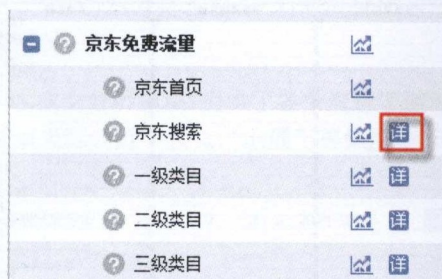 京东免费流量
京东首页
京东搜索 详
一级类目 详
二级类目 详
三级类目 详